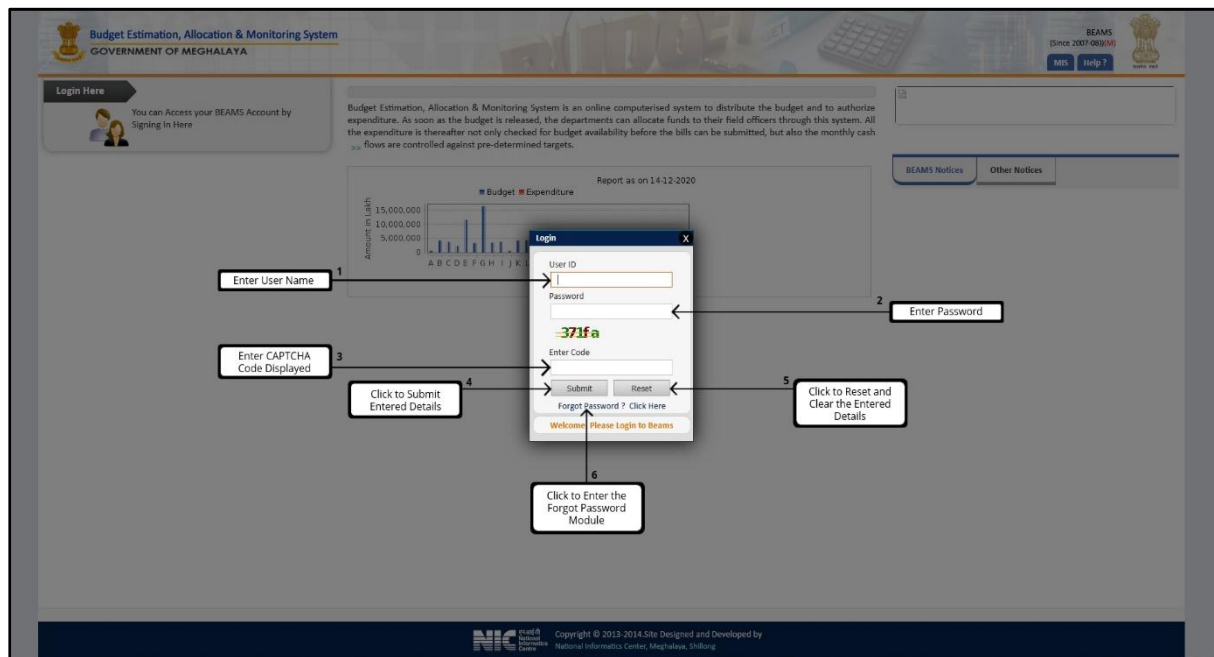 Budget Estimation, Allocation & Monitoring System
GOVERNMENT OF MEGHALAYA
BEAMS
(Since 2007-08)(M)
MIS Help ?
Login Here
You can Access your BEAMS Account by
Signing In Here
Budget Estimation, Allocation & Monitoring System is an online computerised system to distribute the budget and to authorize
expenditure. As soon as the budget is released, the departments can allocate funds to their field officers through this system. All
the expenditure is thereafter not only checked for budget availability before the bills can be submitted, but also the monthly cash
>> flows are controlled against pre-determined targets.
BEAMS Notices Other Notices
Report as on 14-12-2020
Budget Expenditure
Amount in Lakh
15,000,000
10,000,000
5,000,000
0
A B C D E F G H I J K L
Login X
User ID
Password
371fa
Enter Code
Submit Reset
Forgot Password ? Click Here
Welcome! Please Login to Beams
1
Enter User Name
2
Enter Password
3
Enter CAPTCHA
Code Displayed
4
Click to Submit
Entered Details
5
Click to Reset and
Clear the Entered
Details
6
Click to Enter the
Forgot Password
Module
NIC
National
Informatics
Centre
Copyright © 2013-2014.Site Designed and Developed by
National Informatics Center, Meghalaya, Shillong